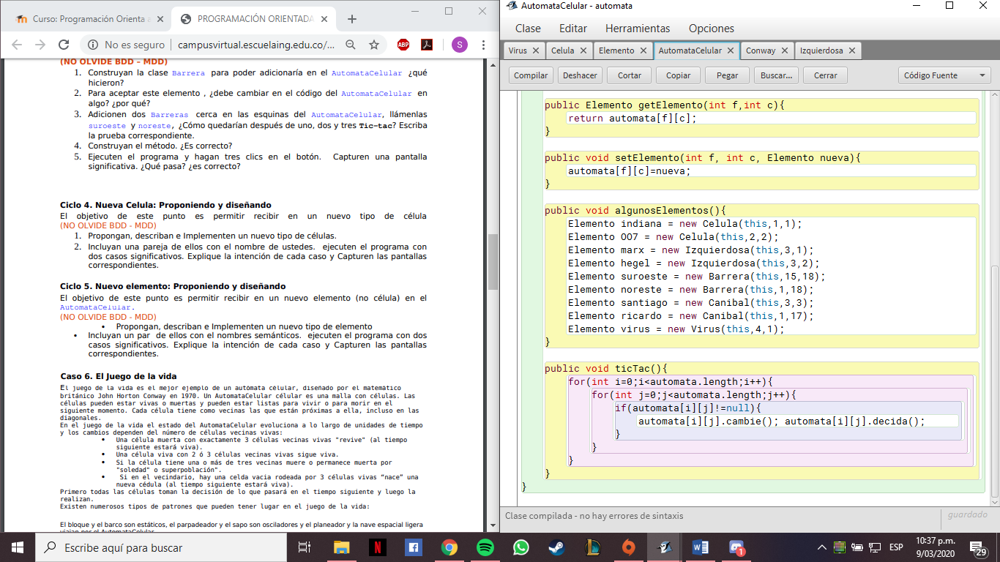 Curso: Programación Orienta a
PROGRAMACIÓN ORIENTADA
No es seguro
campusvirtual.escuelaing.edu.co/...
ABP
S
(NO OLVIDE BDD – MDD)
1. Construyan la clase Barrera para poder adicionaría en el AutomataCelular ¿qué
hicieron?
2. Para aceptar este elemento , ¿debe cambiar en el código del AutomataCelular en
algo? ¿por qué?
3. Adicionen dos Barreras cerca en las esquinas del AutomataCelular, llámenlas
suroeste y noreste, ¿Cómo quedarían después de uno, dos y tres Tic-tac? Escriba
la prueba correspondiente.
4. Construyan el método. ¿Es correcto?
5. Ejecuten el programa y hagan tres clics en el botón. Capturen una pantalla
significativa. ¿Qué pasa? ¿es correcto?
Ciclo 4. Nueva Celula: Proponiendo y diseñando
El objetivo de este punto es permitir recibir en un nuevo tipo de célula
(NO OLVIDE BDD - MDD)
1. Propongan, describan e Implementen un nuevo tipo de células.
2. Incluyan una pareja de ellos con el nombre de ustedes. ejecuten el programa con
dos casos significativos. Explique la intención de cada caso y Capturen las pantallas
correspondientes.
Ciclo 5. Nuevo elemento: Proponiendo y diseñando
El objetivo de este punto es permitir recibir en un nuevo elemento (no célula) en el
AutomataCelular.
(NO OLVIDE BDD - MDD)
• Propongan, describan e Implementen un nuevo tipo de elemento
• Incluyan un par de ellos con el nombres semánticos. ejecuten el programa con dos
casos significativos. Explique la intención de cada caso y Capturen las pantallas
correspondientes.
Caso 6. El Juego de la vida
El juego de la vida es el mejor ejemplo de un autómata célular, diseñado por el matemático
británico John Horton Conway en 1970. Un AutomataCélular es una malla con células. Las
células pueden estar vivas o muertas y pueden estar listas para vivir o para morir en el
siguiente momento. Cada célula tiene como vecinas las que están próximas a ella, incluso en las
diagonales.
En el juego de la vida el estado del AutomataCelular evoluciona a lo largo de unidades de tiempo
y los cambios dependen del número de células vecinas vivas:
• Una célula muerta con exactamente 3 células vecinas vivas "revive" (al tiempo
siguiente estará viva).
• Una célula viva con 2 ó 3 células vecinas vivas sigue viva.
• Si la célula tiene una o más de tres vecinas muere o permanece muerta por
"soledad" o superpoblación".
• Si en el vecindario, hay una celda vacia rodeada por 3 células vivas “nace” una
nueva cédula (al tiempo siguiente estará viva).
Primero todas las células toman la decisión de lo que pasará en el tiempo siguiente y luego la
realizan.
Existen numerosos tipos de patrones que pueden tener lugar en el juego de la vida:
El bloque y el barco son estáticos, el parpadeador y el sapo son osciladores y el planeador y la nave espacial ligera
viajan por el AutomataCelular
AutomataCelular - automata
Clase Editar Herramientas Opciones
Virus Celula Elemento AutomataCelular Conway Izquierdosa
Compilar Deshacer Cortar Copiar Pegar Buscar... Cerrar Código Fuente
public Elemento getElemento(int f,int c){
return automata[f][c];
}
public void setElemento(int f, int c, Elemento nueva){
automata[f][c]=nueva;
}
public void algunosElementos(){
Elemento indiana = new Celula(this,1,1);
Elemento OO7 = new Celula(this,2,2);
Elemento marx = new Izquierdosa(this,3,1);
Elemento hegel = new Izquierdosa(this,3,2);
Elemento suroeste = new Barrera(this,15,18);
Elemento noreste = new Barrera(this,1,18);
Elemento santiago = new Canibal(this,3,3);
Elemento ricardo = new Canibal(this,1,17);
Elemento virus = new Virus(this,4,1);
}
public void ticTac(){
for(int i=0;i<automata.length;i++){
for(int j=0;j<automata.length;j++){
if(automata[i][j]!=null){
automata[i][j].cambie(); automata[i][j].decida();
}
}
}
}
}
Clase compilada - no hay errores de sintaxis
guardado
Escribe aquí para buscar
N
1
ESP
10:37 p.m.
9/03/2020
29